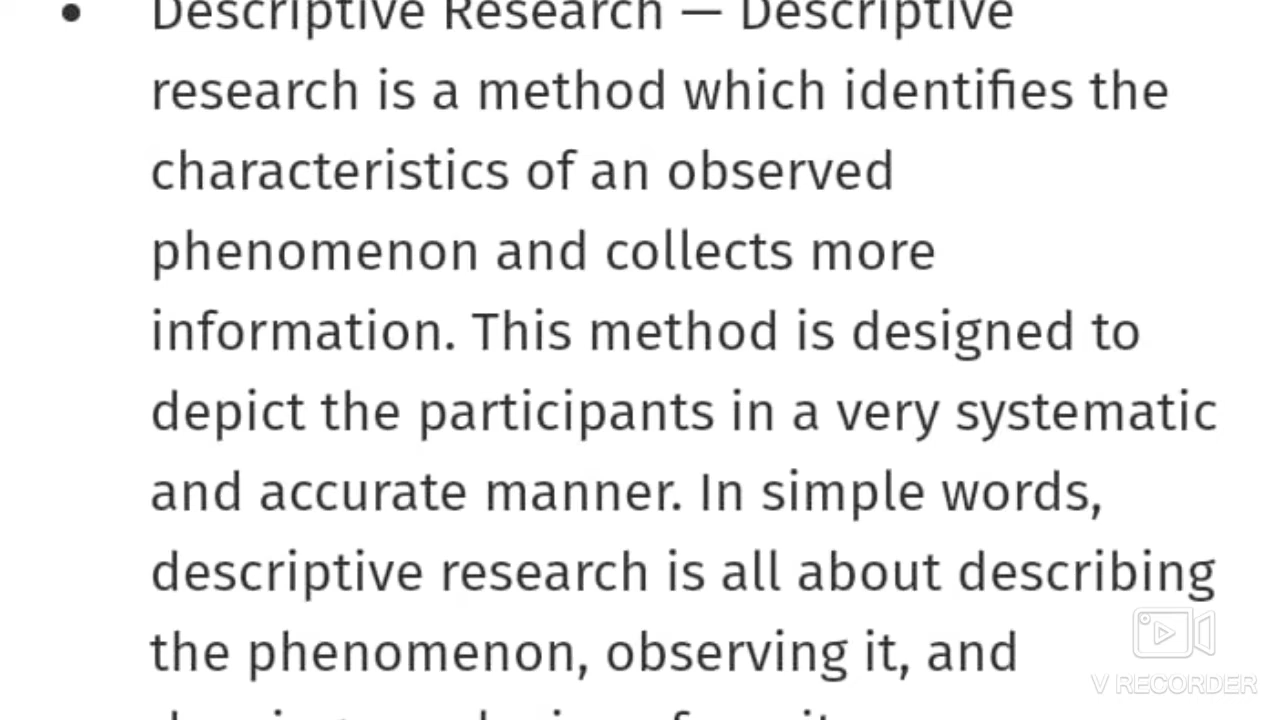 • Descriptive Research — Descriptive
research is a method which identifies the
characteristics of an observed
phenomenon and collects more
information. This method is designed to
depict the participants in a very systematic
and accurate manner. In simple words,
descriptive research is all about describing
the phenomenon, observing it, and
V RECORDER